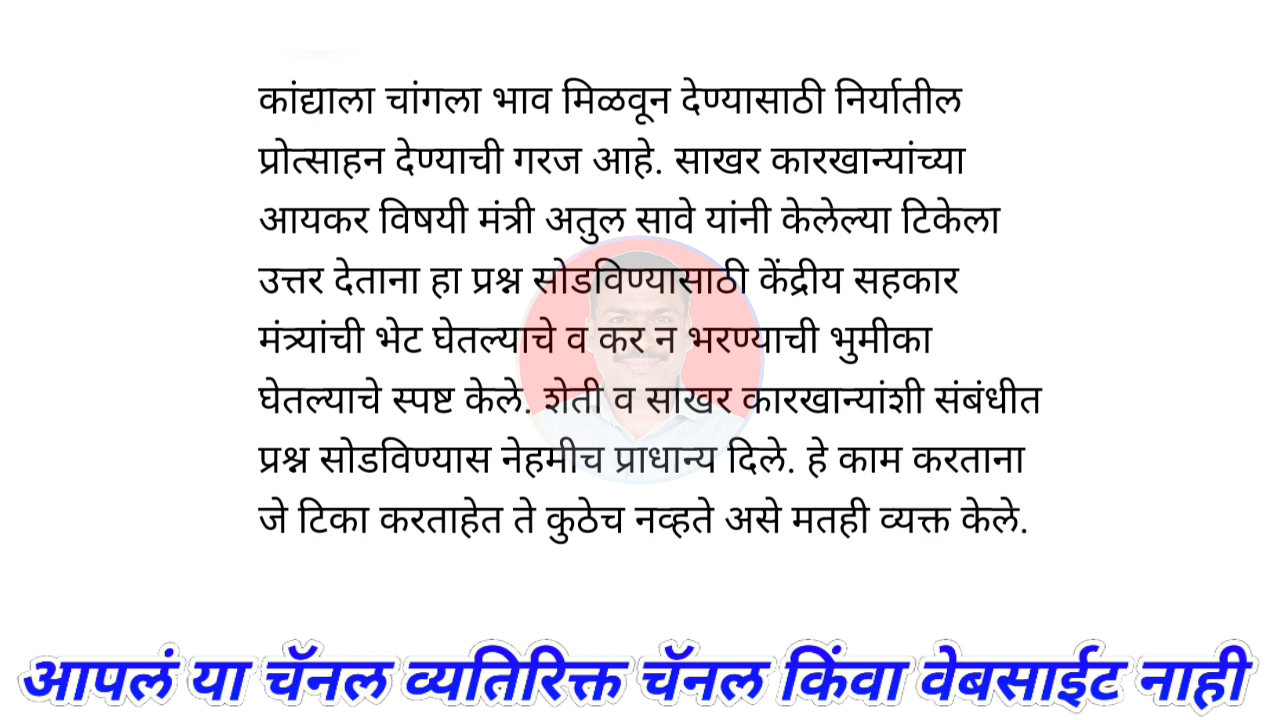 कांद्याला चांगला भाव मिळवून देण्यासाठी निर्यातील
प्रोत्साहन देण्याची गरज आहे. साखर कारखान्यांच्या
आयकर विषयी मंत्री अतुल सावे यांनी केलेल्या टिकेला
उत्तर देताना हा प्रश्न सोडविण्यासाठी केंद्रीय सहकार
मंत्र्यांची भेट घेतल्याचे व कर न भरण्याची भुमीका
घेतल्याचे स्पष्ट केले. शेती व साखर कारखान्यांशी संबंधीत
प्रश्न सोडविण्यास नेहमीच प्राधान्य दिले. हे काम करताना
जे टिका करताहेत ते कुठेच नव्हते असे मतही व्यक्त केले.
आपलं या चॅनल व्यतिरिक्त चॅनल किंवा वेबसाईट नाही